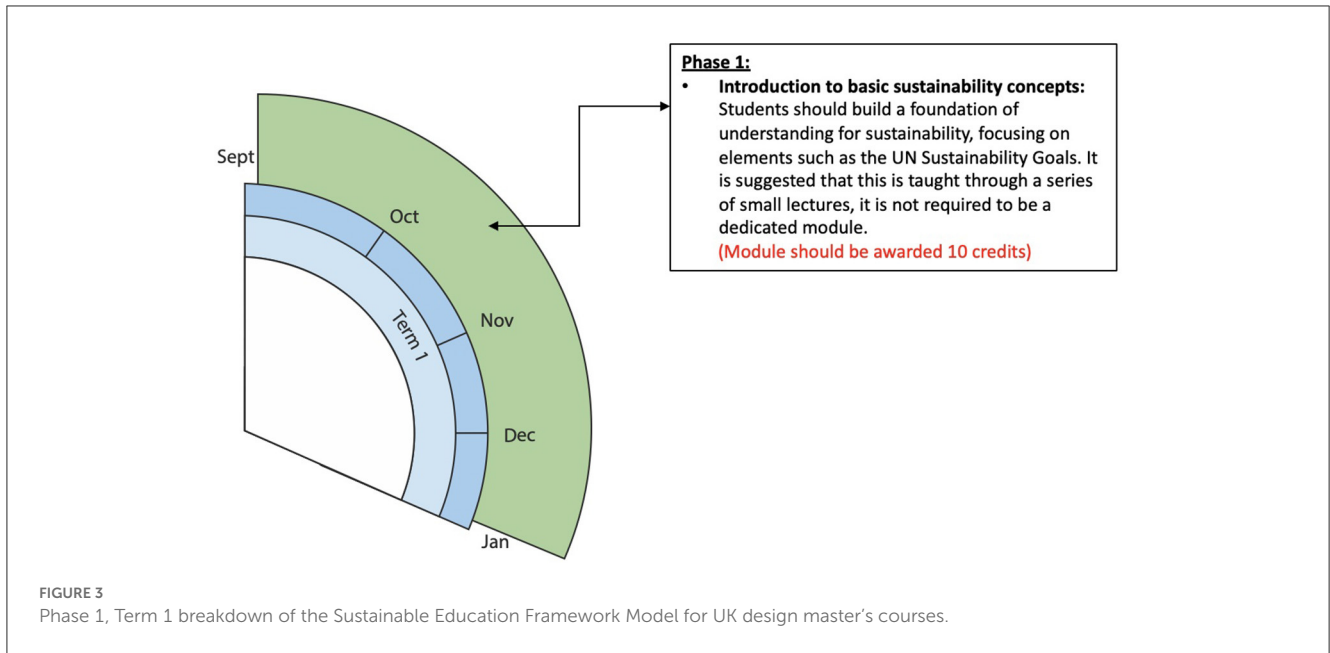 Phase 1:
• Introduction to basic sustainability concepts:
Students should build a foundation of
understanding for sustainability, focusing on
elements such as the UN Sustainability Goals. It
is suggested that this is taught through a series
of small lectures, it is not required to be a
dedicated module.
(Module should be awarded 10 credits)
Sept
Oct
Nov
Term 1
Dec
Jan
FIGURE 3
Phase 1, Term 1 breakdown of the Sustainable Education Framework Model for UK design master’s courses.